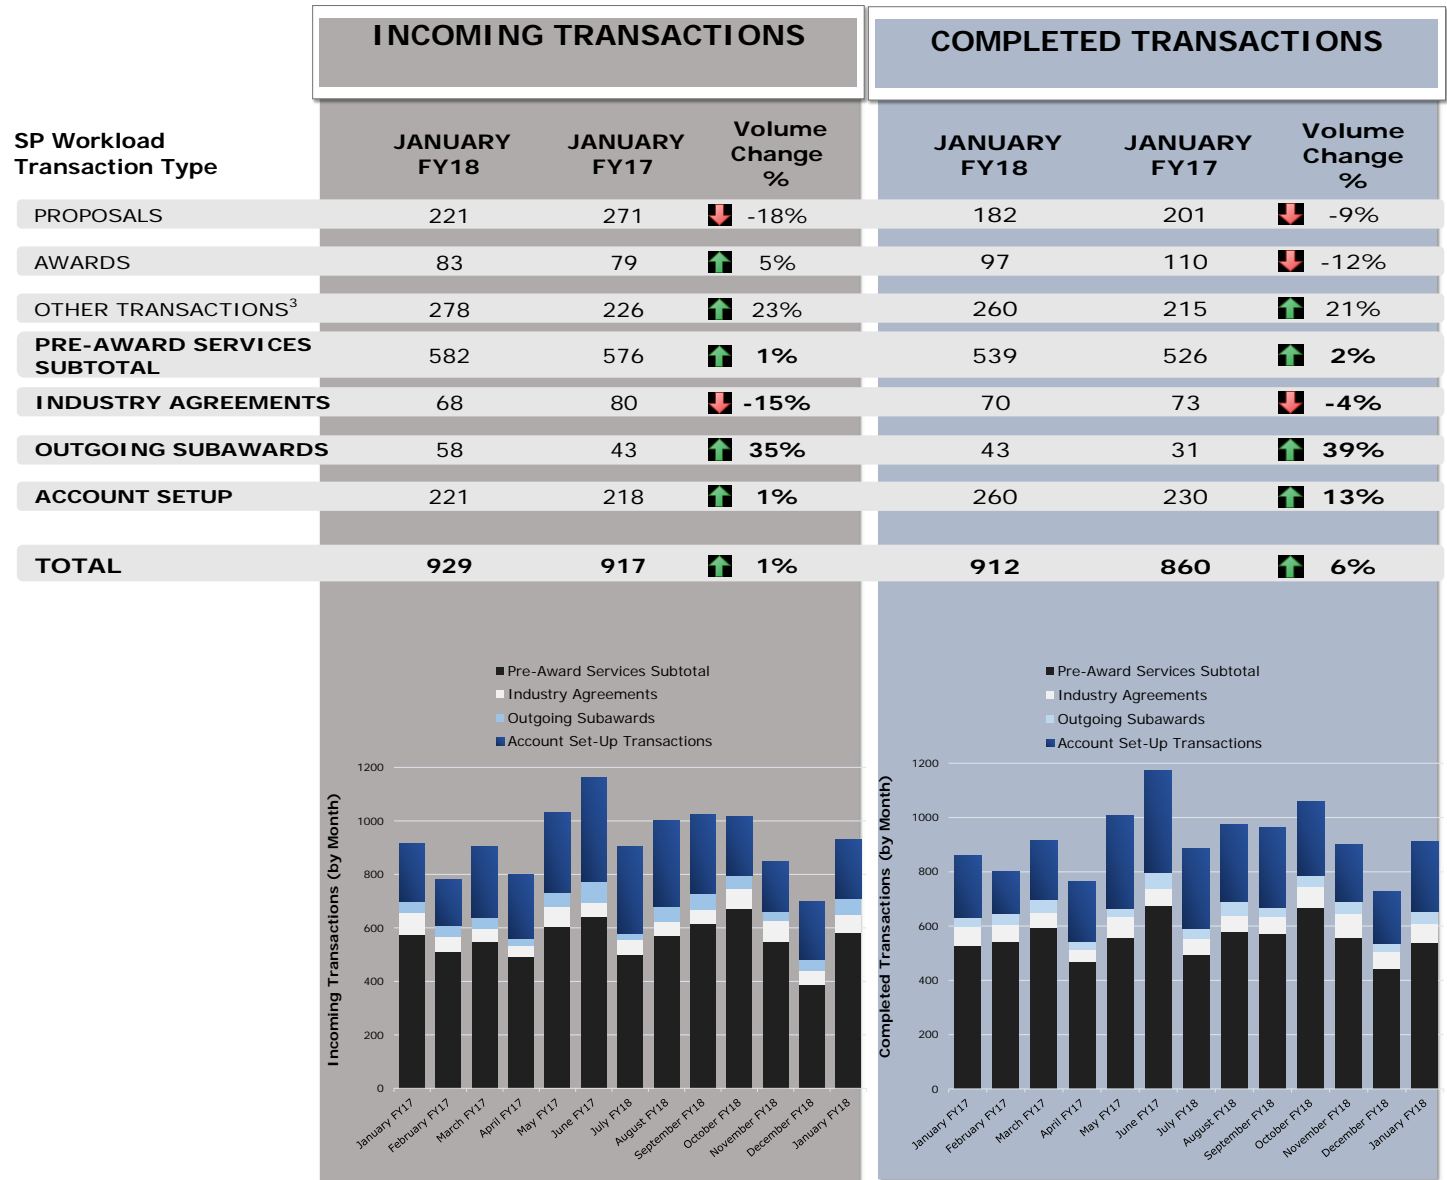 INCOMING TRANSACTIONS
COMPLETED TRANSACTIONS
SP Workload
Transaction Type
JANUARY
FY18
JANUARY
FY17
Volume
Change
%
JANUARY
FY18
JANUARY
FY17
Volume
Change
%
PROPOSALS 221 271 -18% 182 201 -9%
AWARDS 83 79 5% 97 110 -12%
OTHER TRANSACTIONS³ 278 226 23% 260 215 21%
PRE-AWARD SERVICES
SUBTOTAL 582 576 1% 539 526 2%
INDUSTRY AGREEMENTS 68 80 -15% 70 73 -4%
OUTGOING SUBAWARDS 58 43 35% 43 31 39%
ACCOUNT SETUP 221 218 1% 260 230 13%
TOTAL 929 917 1% 912 860 6%
Pre-Award Services Subtotal
Industry Agreements
Outgoing Subawards
Account Set-Up Transactions
Incoming Transactions (by Month)
1200
1000
800
600
400
200
0
January FY17
February FY17
March FY17
April FY17
May FY17
June FY17
July FY18
August FY18
September FY18
October FY18
November FY18
December FY18
January FY18
Pre-Award Services Subtotal
Industry Agreements
Outgoing Subawards
Account Set-Up Transactions
Completed Transactions (by Month)
1200
1000
800
600
400
200
0
January FY17
February FY17
March FY17
April FY17
May FY17
June FY17
July FY18
August FY18
September FY18
October FY18
November FY18
December FY18
January FY18